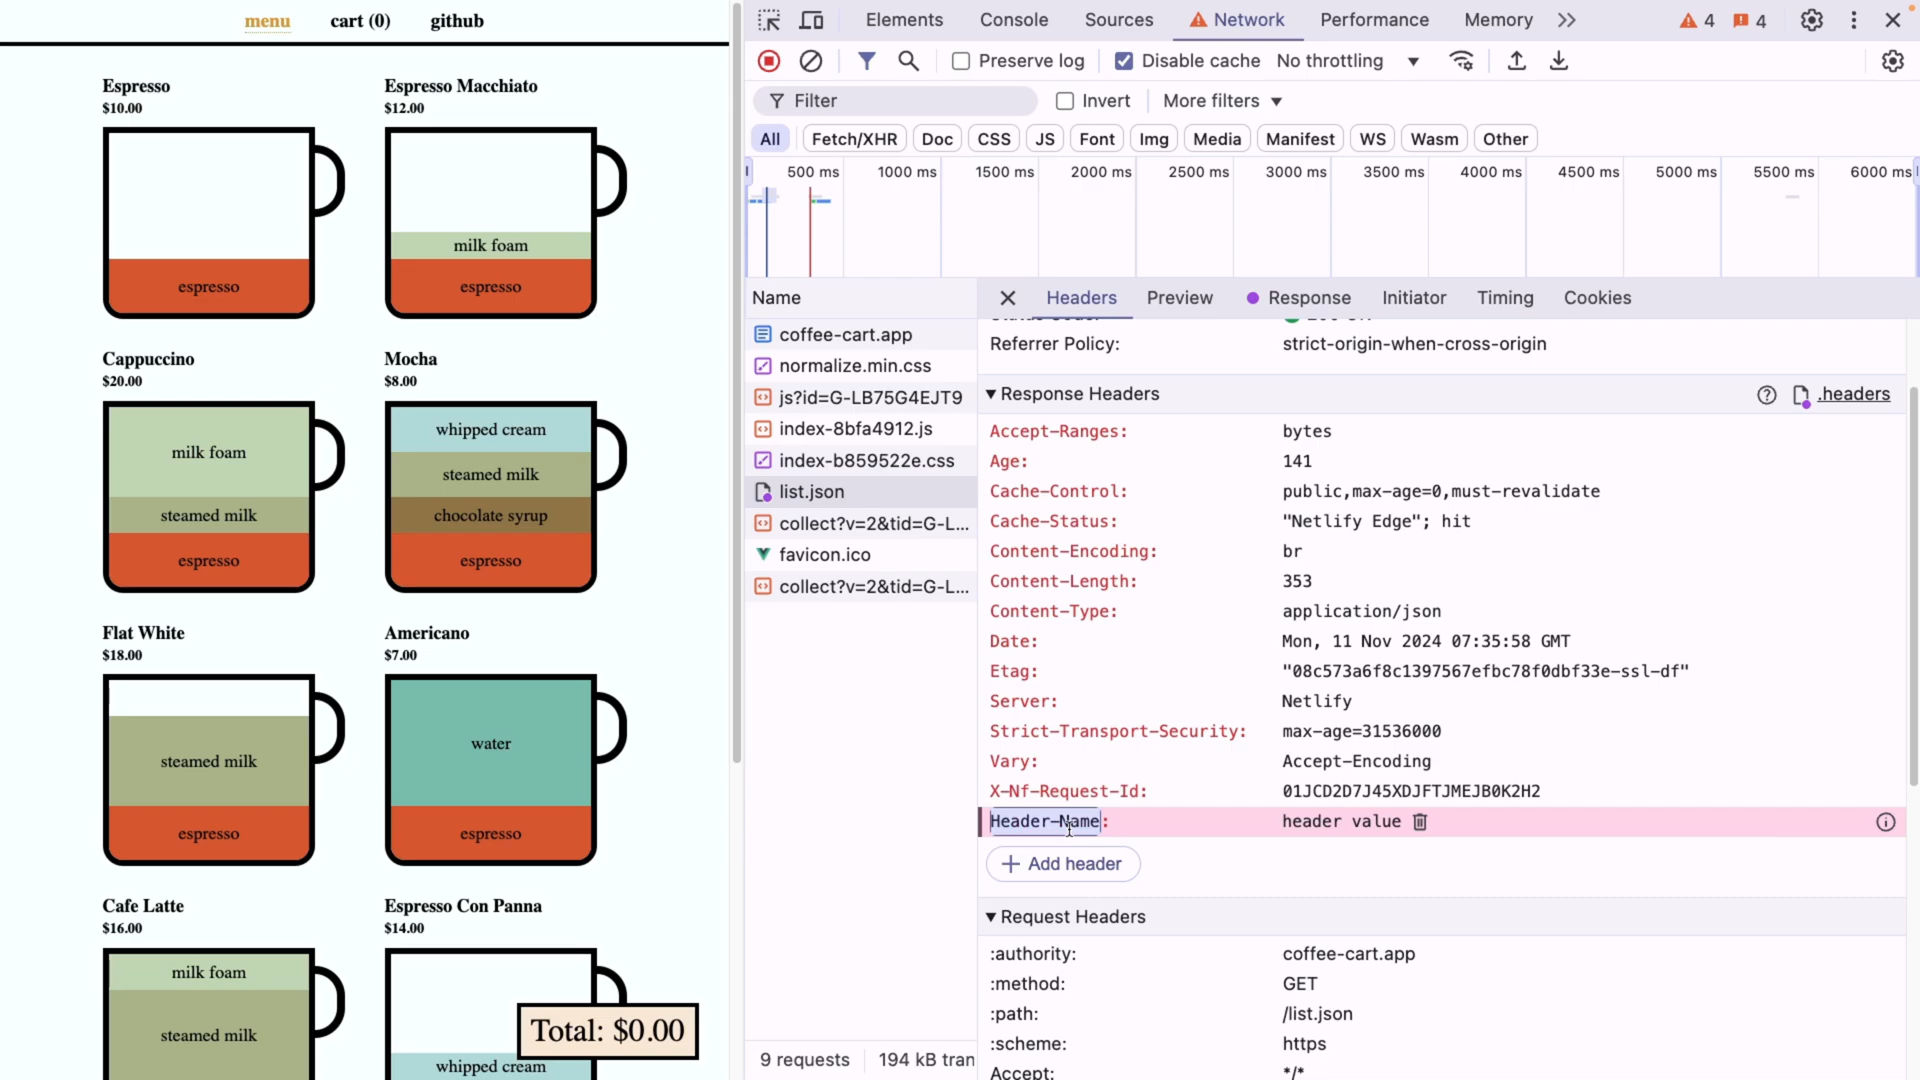 menu cart (0) github
Espresso
$10.00
espresso
Espresso Macchiato
$12.00
milk foam
espresso
Cappuccino
$20.00
milk foam
steamed milk
espresso
Mocha
$8.00
whipped cream
steamed milk
chocolate syrup
espresso
Flat White
$18.00
steamed milk
espresso
Americano
$7.00
water
espresso
Cafe Latte
$16.00
milk foam
steamed milk
Espresso Con Panna
$14.00
whipped cream
Total: $0.00
Elements Console Sources Network Performance Memory 4 4
Preserve log Disable cache No throttling
Filter Invert More filters
All Fetch/XHR Doc CSS JS Font Img Media Manifest WS Wasm Other
500 ms 1000 ms 1500 ms 2000 ms 2500 ms 3000 ms 3500 ms 4000 ms 4500 ms 5000 ms 5500 ms 6000 ms
Name
coffee-cart.app
normalize.min.css
js?id=G-LB75G4EJT9
index-8bfa4912.js
index-b859522e.css
list.json
collect?v=2&tid=G-L...
favicon.ico
collect?v=2&tid=G-L...
9 requests 194 kB tran
Headers Preview Response Initiator Timing Cookies
Referrer Policy: strict-origin-when-cross-origin
Response Headers .headers
Accept-Ranges: bytes
Age: 141
Cache-Control: public,max-age=0,must-revalidate
Cache-Status: "Netlify Edge"; hit
Content-Encoding: br
Content-Length: 353
Content-Type: application/json
Date: Mon, 11 Nov 2024 07:35:58 GMT
Etag: "08c573a6f8c1397567efbc78f0dbf33e-ssl-df"
Server: Netlify
Strict-Transport-Security: max-age=31536000
Vary: Accept-Encoding
X-Nf-Request-Id: 01JCD2D7J45XDJFTJMEJB0K2H2
Header-Name: header value
+ Add header
Request Headers
:authority: coffee-cart.app
:method: GET
:path: /list.json
:scheme: https
Accept: */*